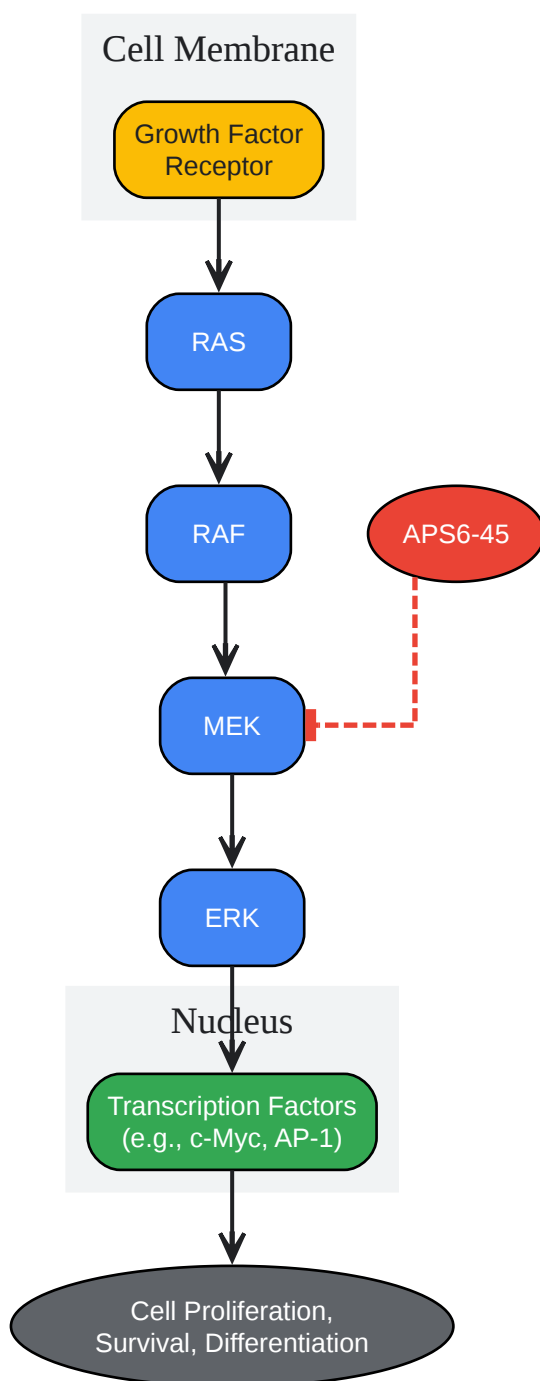 Cell Membrane
Growth Factor
Receptor
RAS
RAF
APS6-45
MEK
ERK
Nucleus
Transcription Factors
(e.g., c-Myc, AP-1)
Cell Proliferation,
Survival, Differentiation